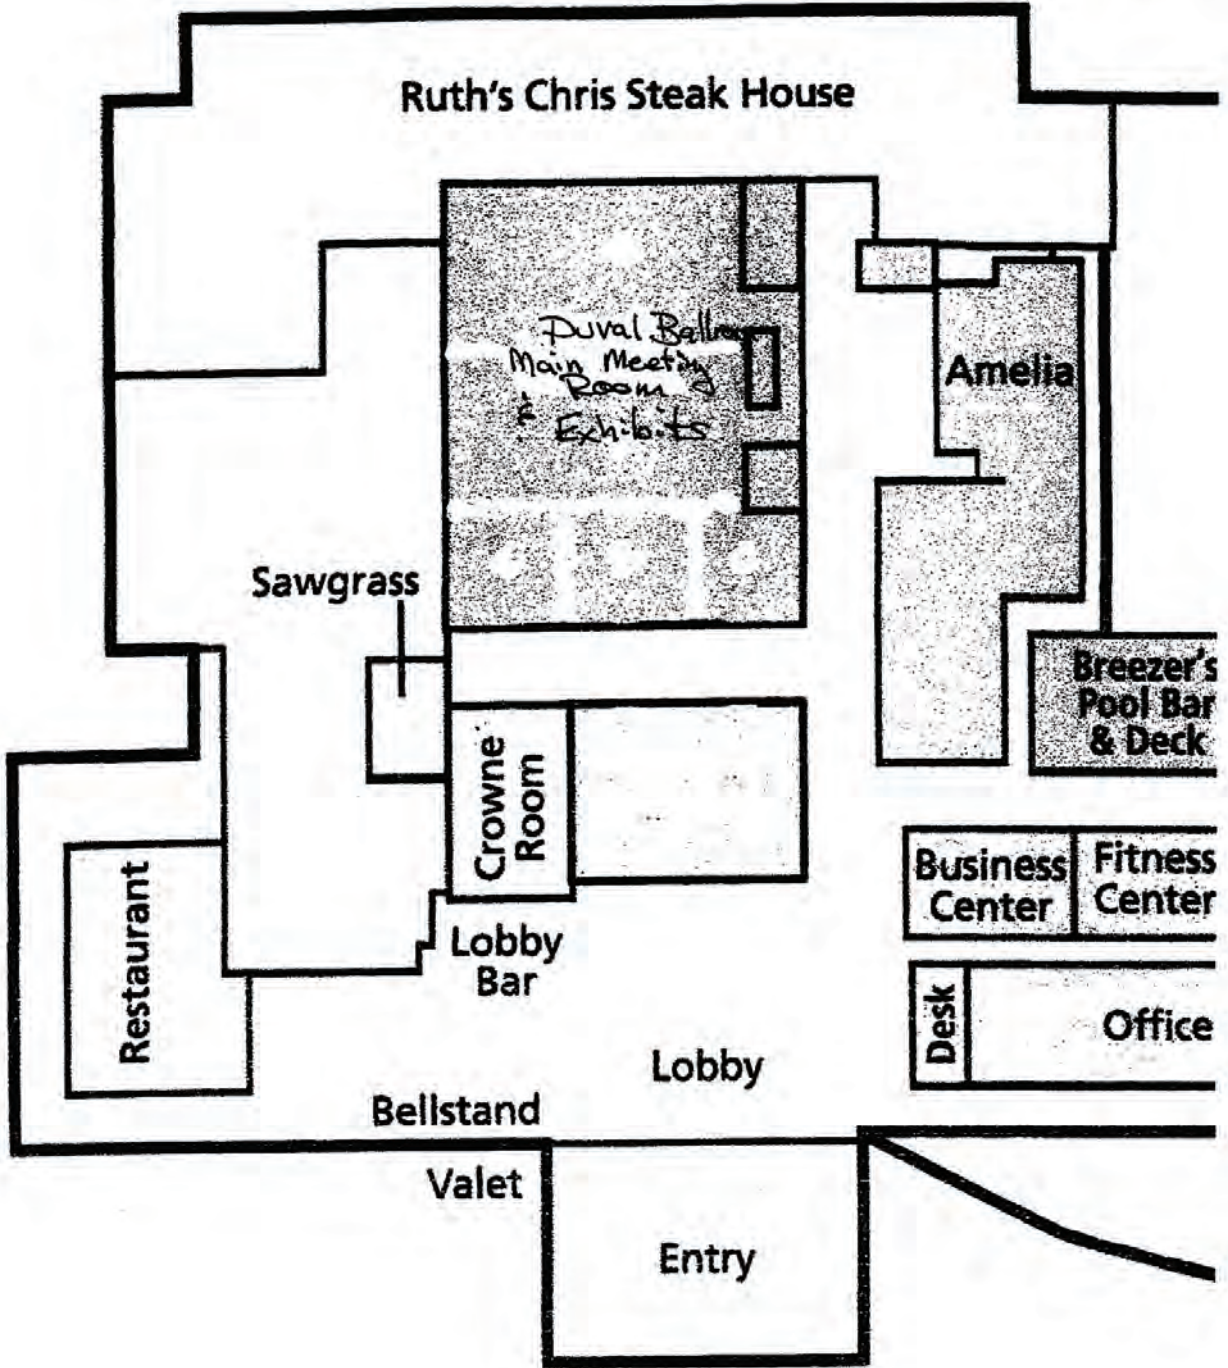 Ruth's Chris Steak House
Duval
Main Meeting
Room
& Exhibits
Amelia
Sawgrass
Breezer's
Pool Bar
& Deck
Crowne
Room
Business
Center
Fitness
Center
Restaurant
Lobby
Bar
Desk
Office
Lobby
Bellstand
Valet
Entry